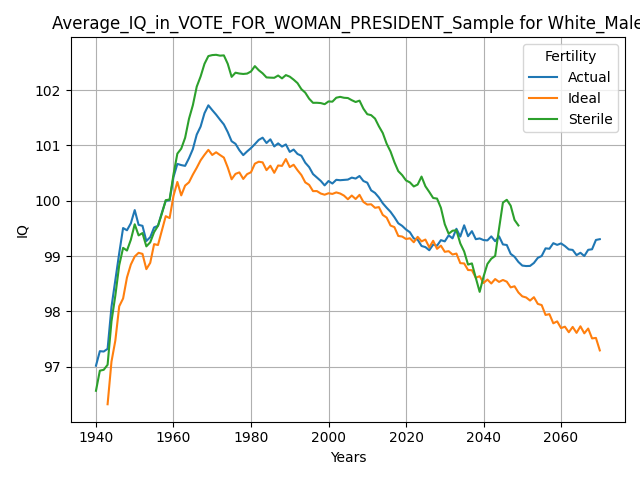 Average_IQ_in_VOTE_FOR_WOMAN_PRESIDENT_Sample for White_Male
Fertility
Actual
Ideal
Sterile
IQ
102
101
100
99
98
97
1940 1960 1980 2000 2020 2040 2060
Years